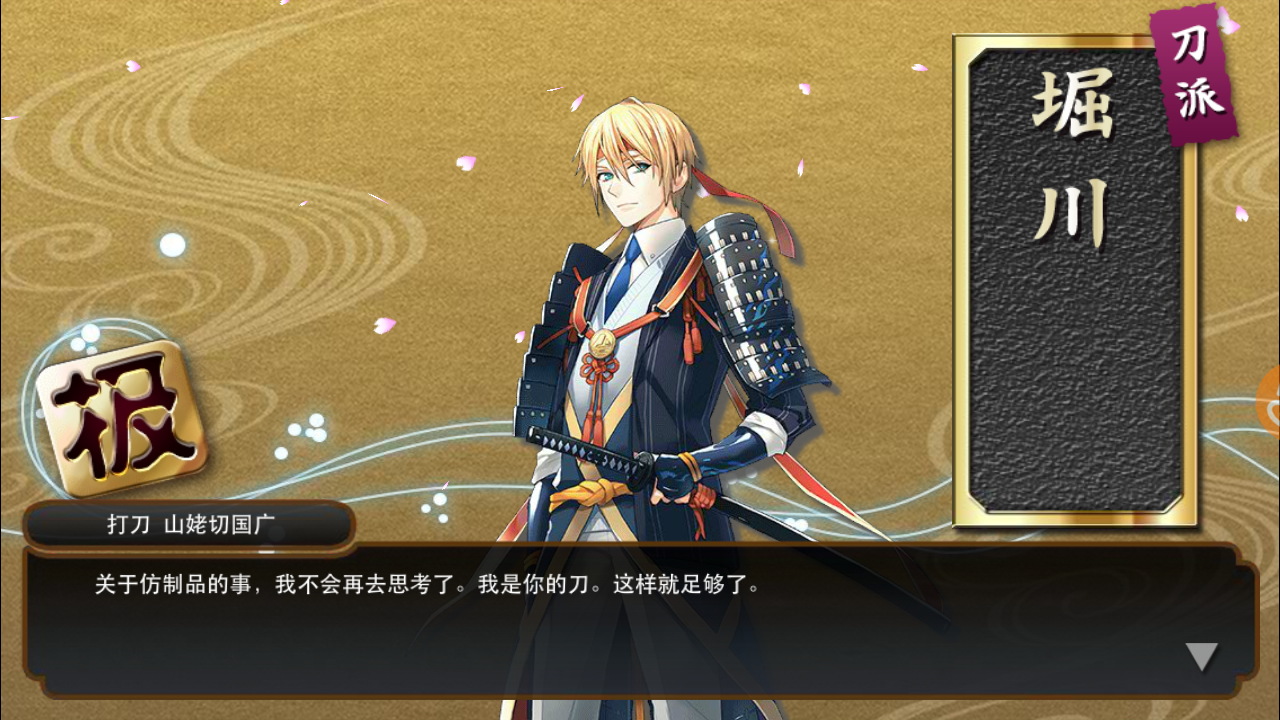 刀派
堀川
极
打刀 山姥切国广
关于仿制品的事，我不会再去思考了。我是你的刀。这样就足够了。